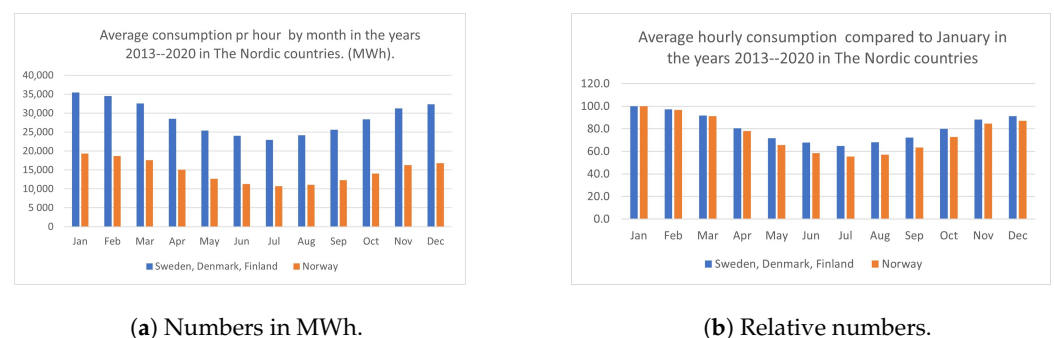 Average consumption pr hour by month in the years
2013--2020 in The Nordic countries. (MWh).
40,000
35,000
30,000
25,000
20,000
15,000
10,000
5 000
0
Jan Feb Mar Apr May Jun Jul Aug Sep Oct Nov Dec
Sweden, Denmark, Finland Norway
(a) Numbers in MWh.
Average hourly consumption compared to January in
the years 2013--2020 in The Nordic countries
120.0
100.0
80.0
60.0
40.0
20.0
0.0
Jan Feb Mar Apr May Jun Jul Aug Sep Oct Nov Dec
Sweden, Denmark, Finland Norway
(b) Relative numbers.